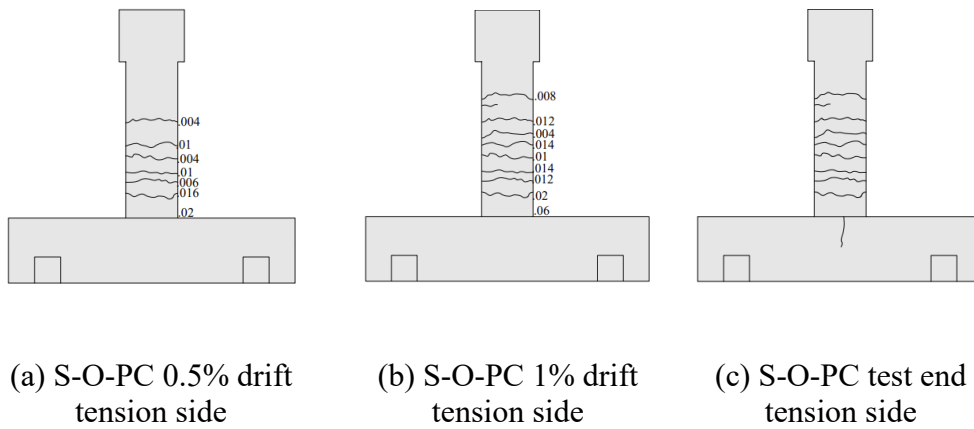 .004
.01
.004
.01
.006
.016
.02
.008
.012
.004
.014
.01
.014
.012
.02
.06
(a) S-O-PC 0.5% drift
tension side
(b) S-O-PC 1% drift
tension side
(c) S-O-PC test end
tension side